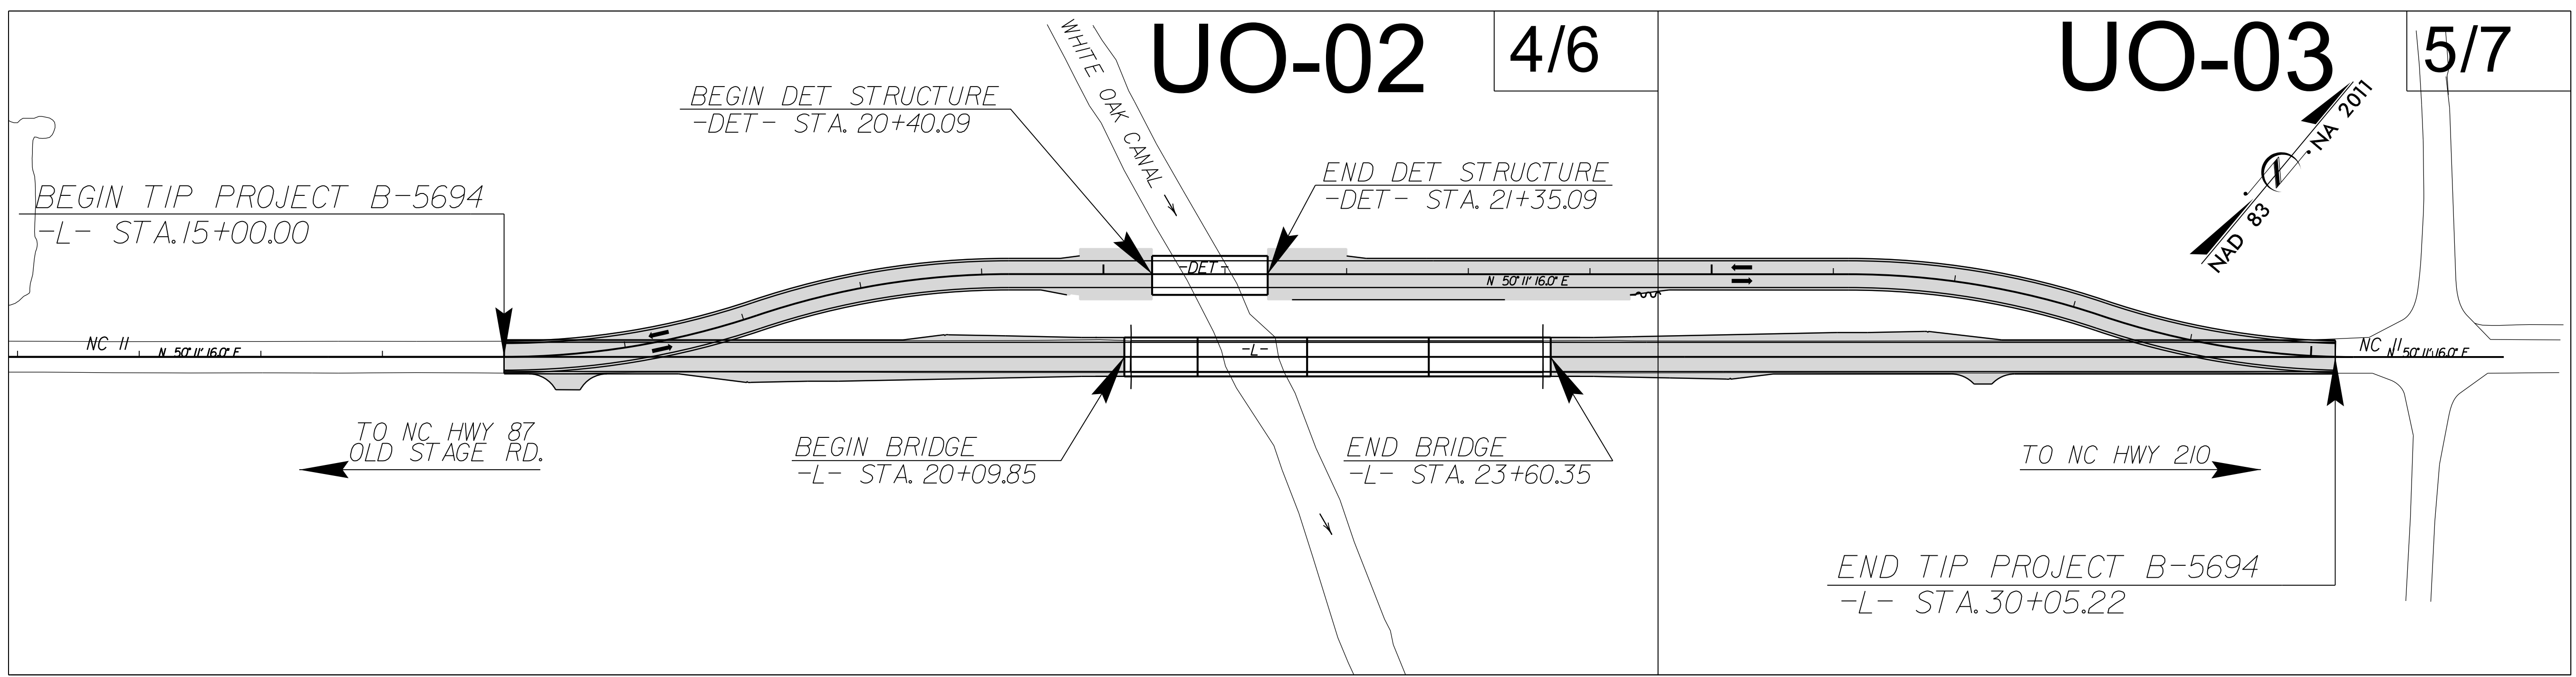 UO-02
4/6
UO-03
5/7
WHITE OAK CANAL
BEGIN DET STRUCTURE
-DET- STA. 20+40.09
END DET STRUCTURE
-DET- STA. 21+35.09
BEGIN TIP PROJECT B-5694
-L- STA.15+00.00
NAD 83
NA 2011
-DET-
N 50° 11' 16.0" E
NC 11
N 50° 11' 16.0" E
-L-
NC 11
N 50° 11' 16.0" E
TO NC HWY 87
OLD STAGE RD.
BEGIN BRIDGE
-L- STA. 20+09.85
END BRIDGE
-L- STA. 23+60.35
TO NC HWY 210
END TIP PROJECT B-5694
-L- STA.30+05.22